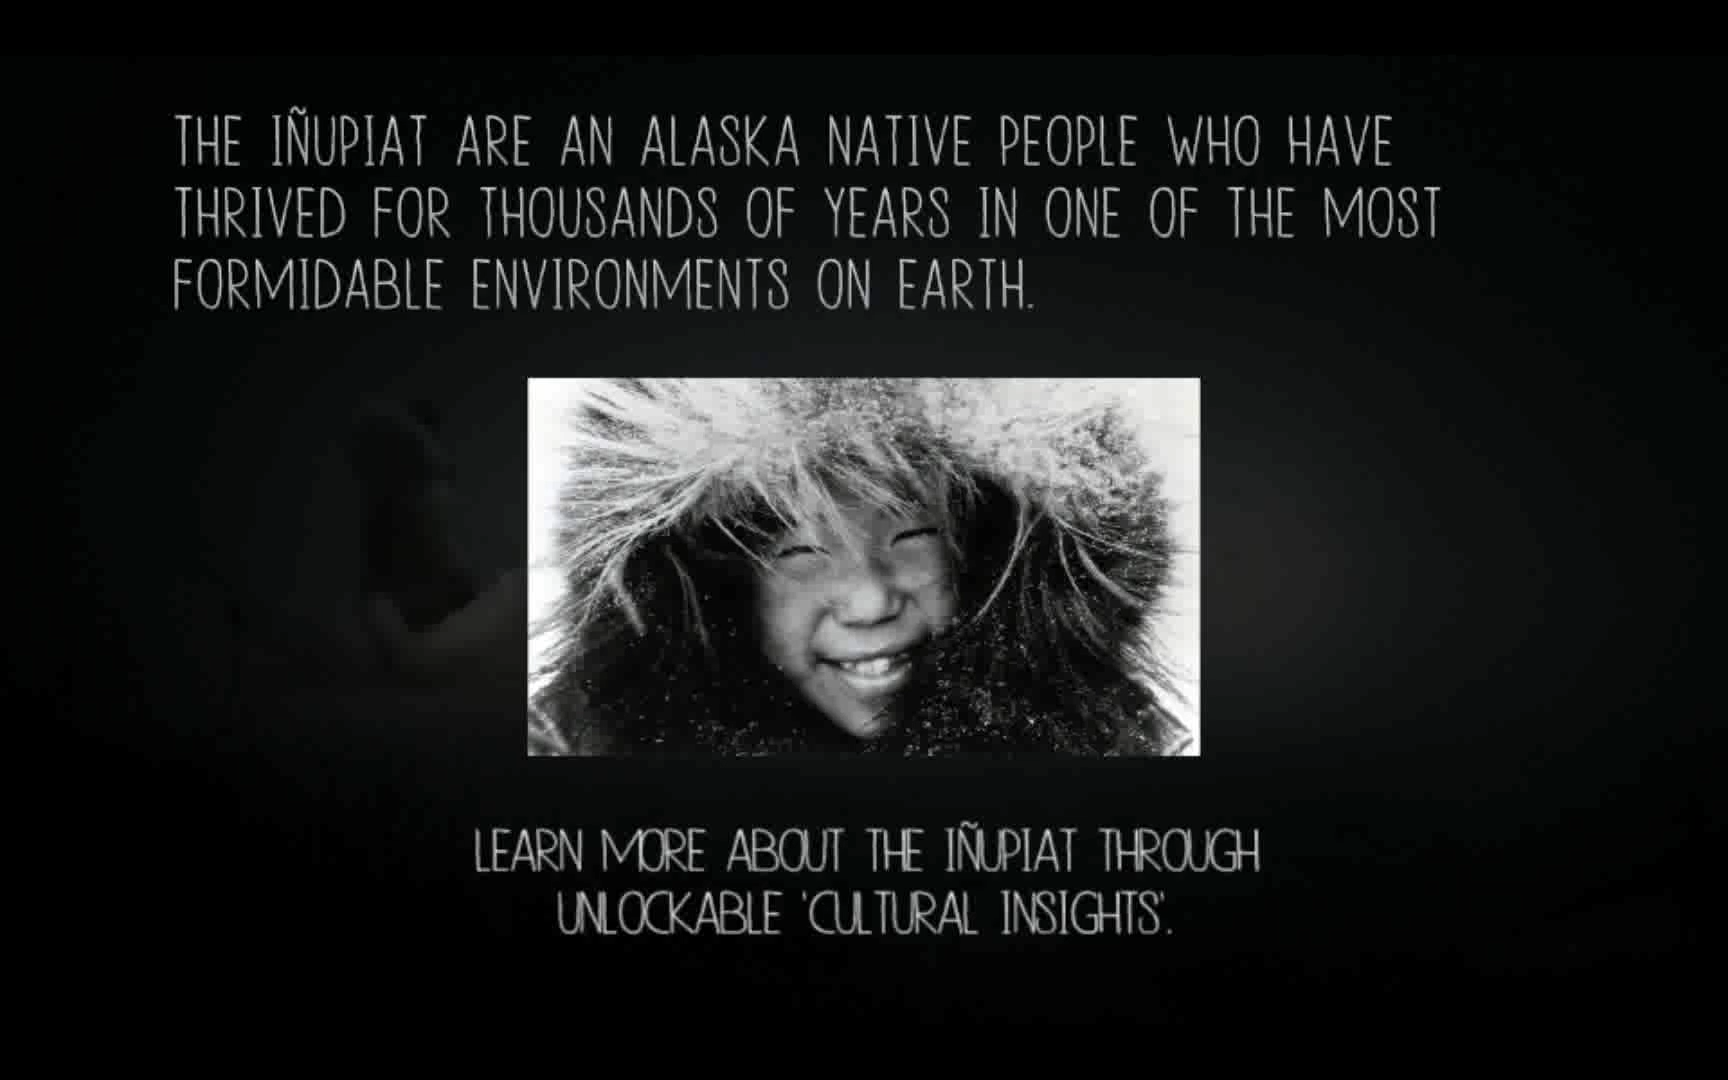 THE IÑUPIAT ARE AN ALASKA NATIVE PEOPLE WHO HAVE
THRIVED FOR THOUSANDS OF YEARS IN ONE OF THE MOST
FORMIDABLE ENVIRONMENTS ON EARTH.
LEARN MORE ABOUT THE IÑUPIAT THROUGH
UNLOCKABLE 'CULTURAL INSIGHTS'.